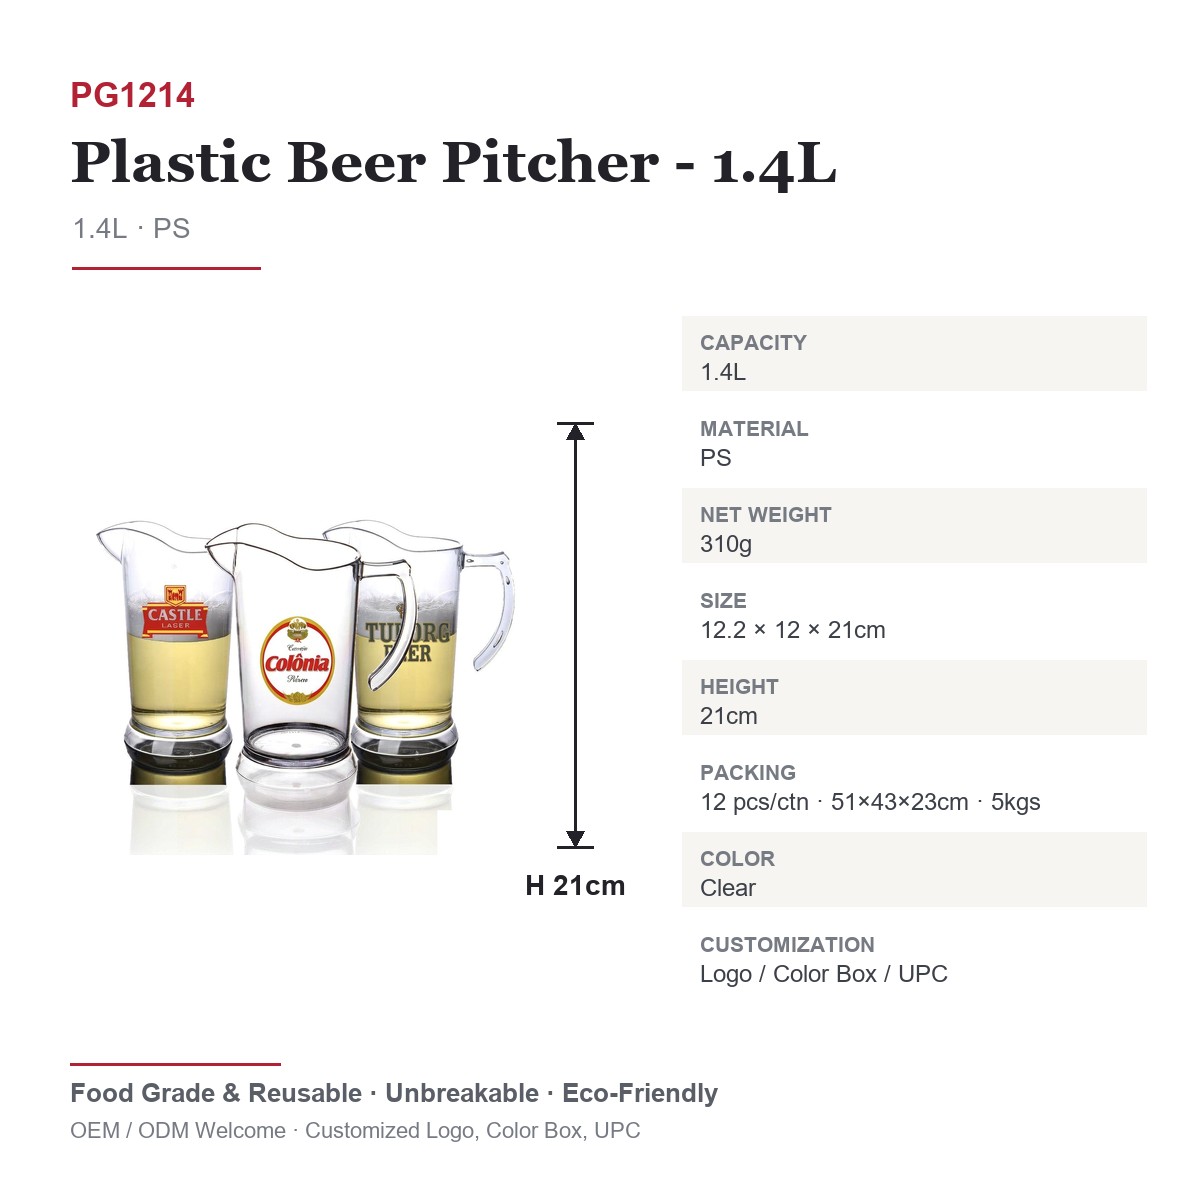 PG1214
Plastic Beer Pitcher - 1.4L
1.4L · PS
CAPACITY
1.4L
MATERIAL
PS
NET WEIGHT
310g
SIZE
12.2 × 12 × 21cm
HEIGHT
21cm
PACKING
12 pcs/ctn · 51×43×23cm · 5kgs
COLOR
Clear
CUSTOMIZATION
Logo / Color Box / UPC
CASTLE
LAGER
Colônia
H 21cm
Food Grade & Reusable · Unbreakable · Eco-Friendly
OEM / ODM Welcome · Customized Logo, Color Box, UPC